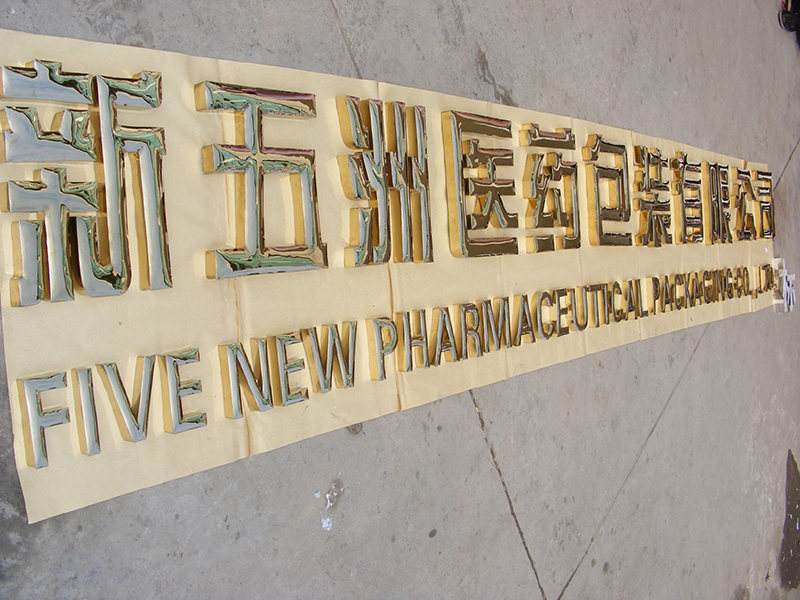 新五洲医药包装有限公司
FIVE NEW PHARMACEUTICAL PACKAGING CO., LTD.